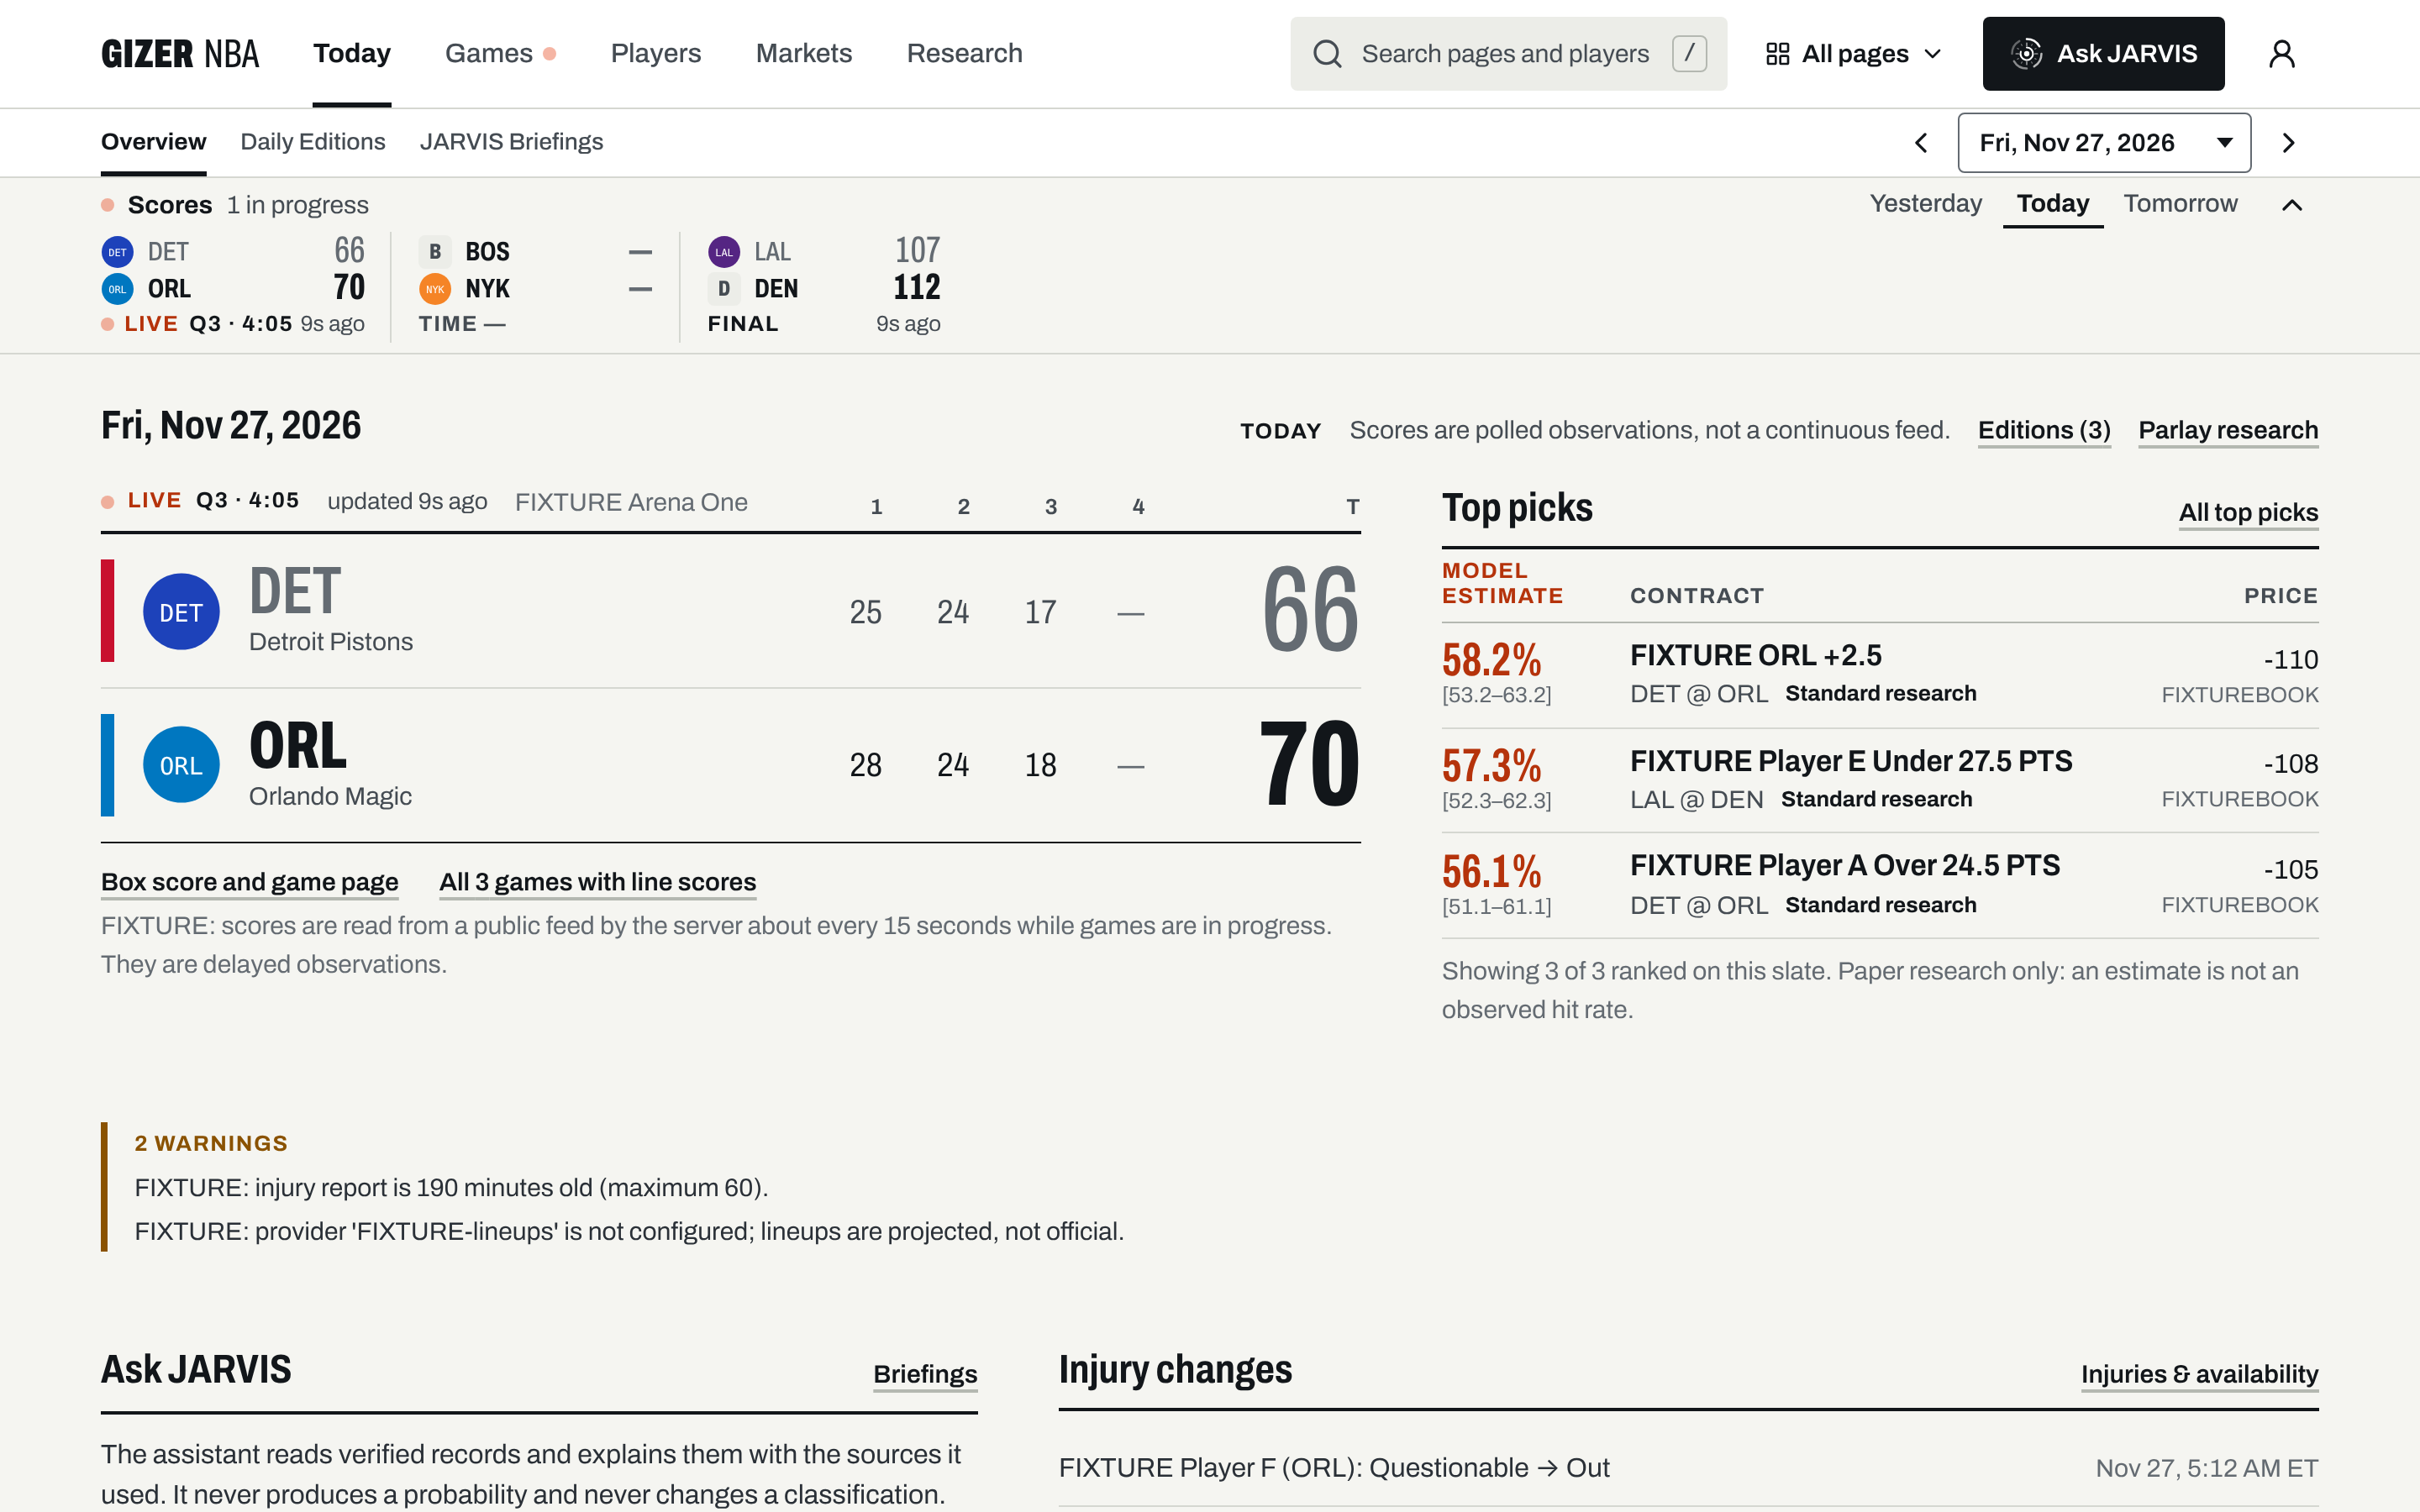 GIZER NBA Today Games Players Markets Research Search pages and players / All pages Ask JARVIS
Overview Daily Editions JARVIS Briefings Fri, Nov 27, 2026
Scores 1 in progress Yesterday Today Tomorrow
DET DET 66 B BOS — LAL LAL 107
ORL ORL 70 NYK NYK — D DEN 112
LIVE Q3 · 4:05 9s ago TIME — FINAL 9s ago
Fri, Nov 27, 2026 TODAY Scores are polled observations, not a continuous feed. Editions (3) Parlay research
LIVE Q3 · 4:05 updated 9s ago FIXTURE Arena One 1 2 3 4 T
DET DET 25 24 17 — 66
Detroit Pistons
ORL ORL 28 24 18 — 70
Orlando Magic
Box score and game page All 3 games with line scores
FIXTURE: scores are read from a public feed by the server about every 15 seconds while games are in progress.
They are delayed observations.
Top picks All top picks
MODEL
ESTIMATE CONTRACT PRICE
58.2% FIXTURE ORL +2.5 -110
[53.2–63.2] DET @ ORL Standard research FIXTUREBOOK
57.3% FIXTURE Player E Under 27.5 PTS -108
[52.3–62.3] LAL @ DEN Standard research FIXTUREBOOK
56.1% FIXTURE Player A Over 24.5 PTS -105
[51.1–61.1] DET @ ORL Standard research FIXTUREBOOK
Showing 3 of 3 ranked on this slate. Paper research only: an estimate is not an
observed hit rate.
2 WARNINGS
FIXTURE: injury report is 190 minutes old (maximum 60).
FIXTURE: provider 'FIXTURE-lineups' is not configured; lineups are projected, not official.
Ask JARVIS Briefings
The assistant reads verified records and explains them with the sources it
used. It never produces a probability and never changes a classification.
Injury changes Injuries & availability
FIXTURE Player F (ORL): Questionable → Out Nov 27, 5:12 AM ET